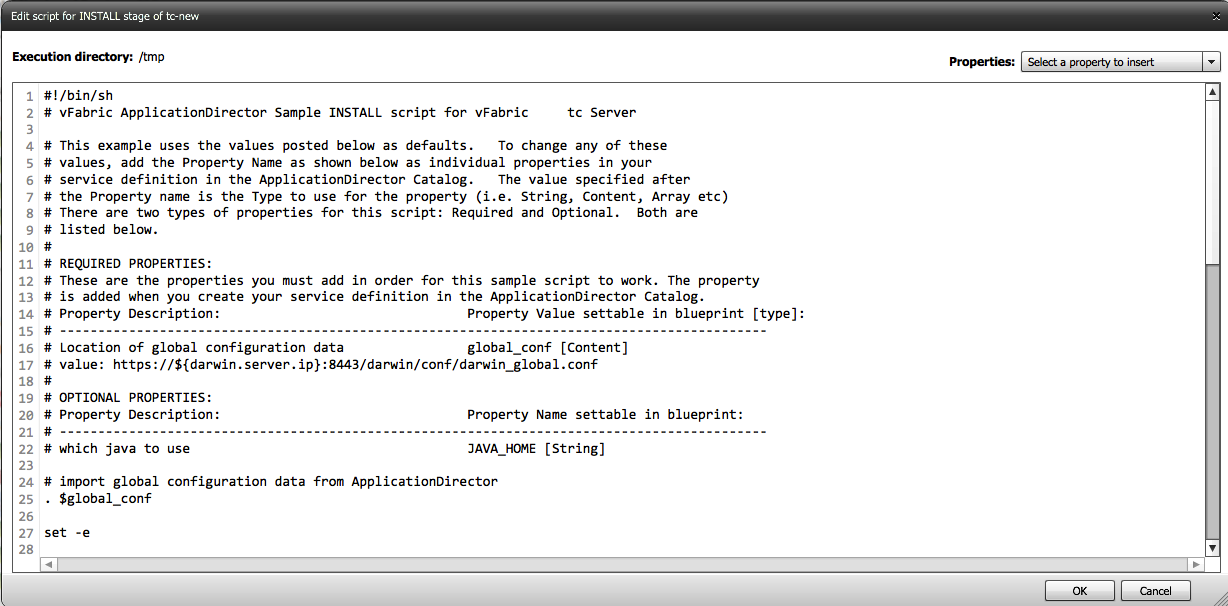 Edit script for INSTALL stage of tc-new
Execution directory: /tmp
Properties: Select a property to insert
1 #!/bin/sh
2 # vFabric ApplicationDirector Sample INSTALL script for vFabric     tc Server
3
4 # This example uses the values posted below as defaults.   To change any of these
5 # values, add the Property Name as shown below as individual properties in your
6 # service definition in the ApplicationDirector Catalog.   The value specified after
7 # the Property name is the Type to use for the property (i.e. String, Content, Array etc)
8 # There are two types of properties for this script: Required and Optional.  Both are
9 # listed below.
10 #
11 # REQUIRED PROPERTIES:
12 # These are the properties you must add in order for this sample script to work. The property
13 # is added when you create your service definition in the ApplicationDirector Catalog.
14 # Property Description:                                Property Value settable in blueprint [type]:
15 # --------------------------------------------------------------------------------------------
16 # Location of global configuration data                global_conf [Content]
17 # value: https://${darwin.server.ip}:8443/darwin/conf/darwin_global.conf
18 #
19 # OPTIONAL PROPERTIES:
20 # Property Description:                                Property Name settable in blueprint:
21 # --------------------------------------------------------------------------------------------
22 # which java to use                                    JAVA_HOME [String]
23
24 # import global configuration data from ApplicationDirector
25 . $global_conf
26
27 set -e
28
OK Cancel